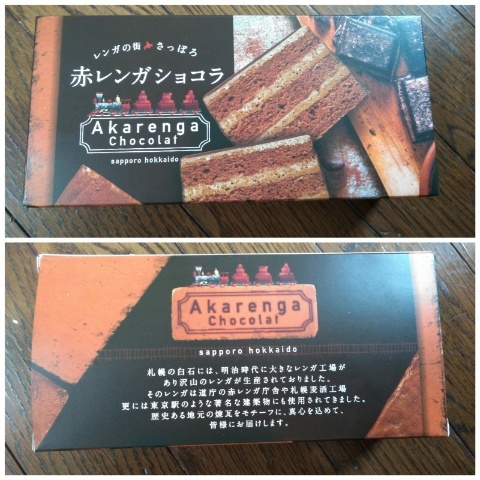 レンガの街 さっぽろ
赤レンガショコラ
Akarenga
Chocolat
sapporo hokkaido
Akarenga
Chocolat
sapporo hokkaido
札幌の白石には、明治時代に大きなレンガ工場が
あり沢山のレンガが生産されておりました。
そのレンガは道庁の赤レンガ庁舎や札幌麦酒工場
更には東京駅のような著名な建築物にも使用されてきました。
歴史ある地元の煉瓦をモチーフに、真心を込めて、
皆様にお届けします。